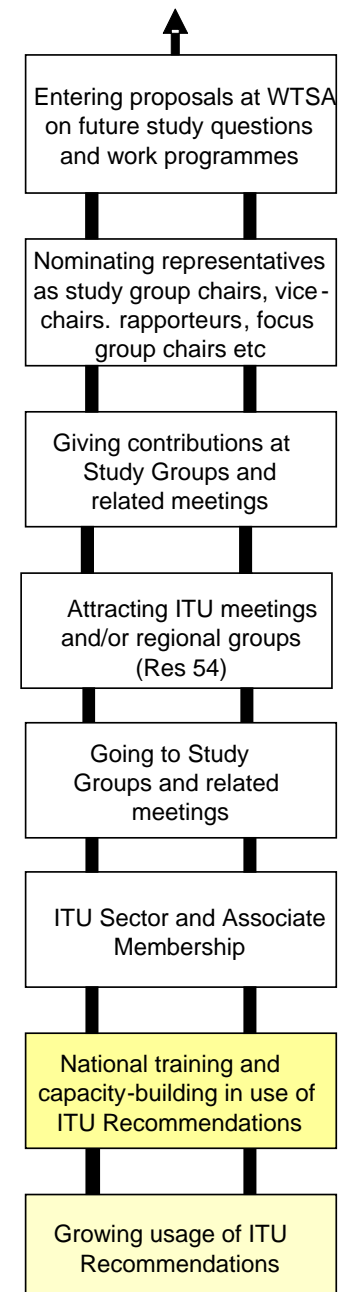 Entering proposals at WTSA
on future study questions
and work programmes
Nominating representatives
as study group chairs, vice-
chairs. rapporteurs, focus
group chairs etc
Giving contributions at
Study Groups and
related meetings
Attracting ITU meetings
and/or regional groups
(Res 54)
Going to Study
Groups and related
meetings
ITU Sector and Associate
Membership
National training and
capacity-building in use of
ITU Recommendations
Growing usage of ITU
Recommendations